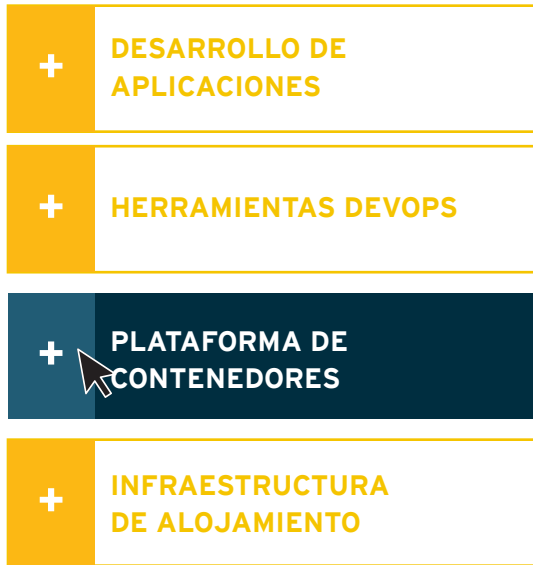 +
DESARROLLO DE
APLICACIONES
+
HERRAMIENTAS DEVOPS
+
PLATAFORMA DE
CONTENEDORES
+
INFRAESTRUCTURA
DE ALOJAMIENTO